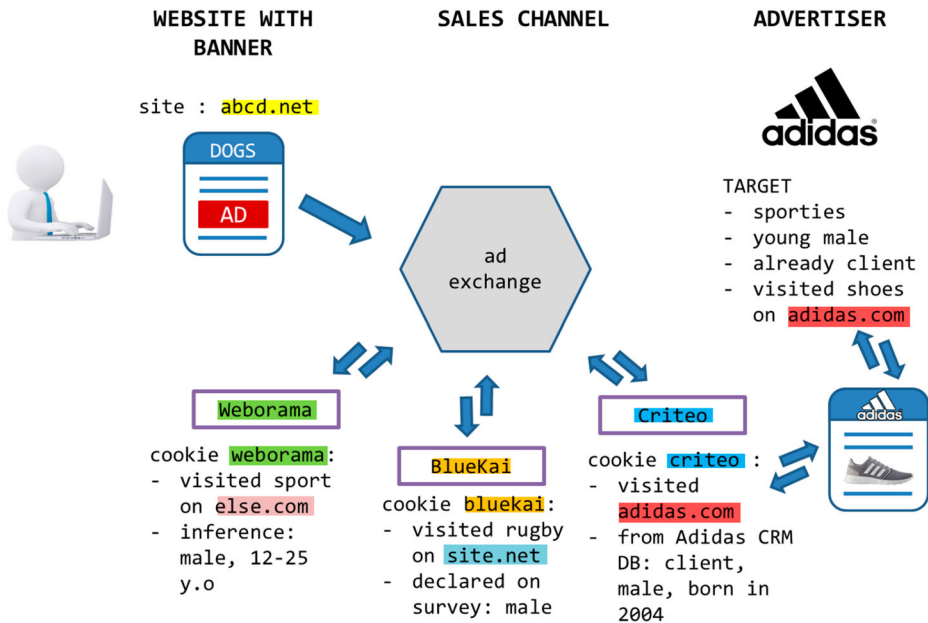 WEBSITE WITH
BANNER
SALES CHANNEL
ADVERTISER
site : abcd.net
DOGS
AD
adidas®
TARGET
- sporties
- young male
- already client
- visited shoes
on adidas.com
ad
exchange
Weborama
cookie weborama:
- visited sport
on else.com
- inference:
male, 12-25
y.o
BlueKai
cookie bluekai:
- visited rugby
on site.net
- declared on
survey: male
Criteo
cookie criteo :
- visited
adidas.com
- from Adidas CRM
DB: client,
male, born in
2004
adidas